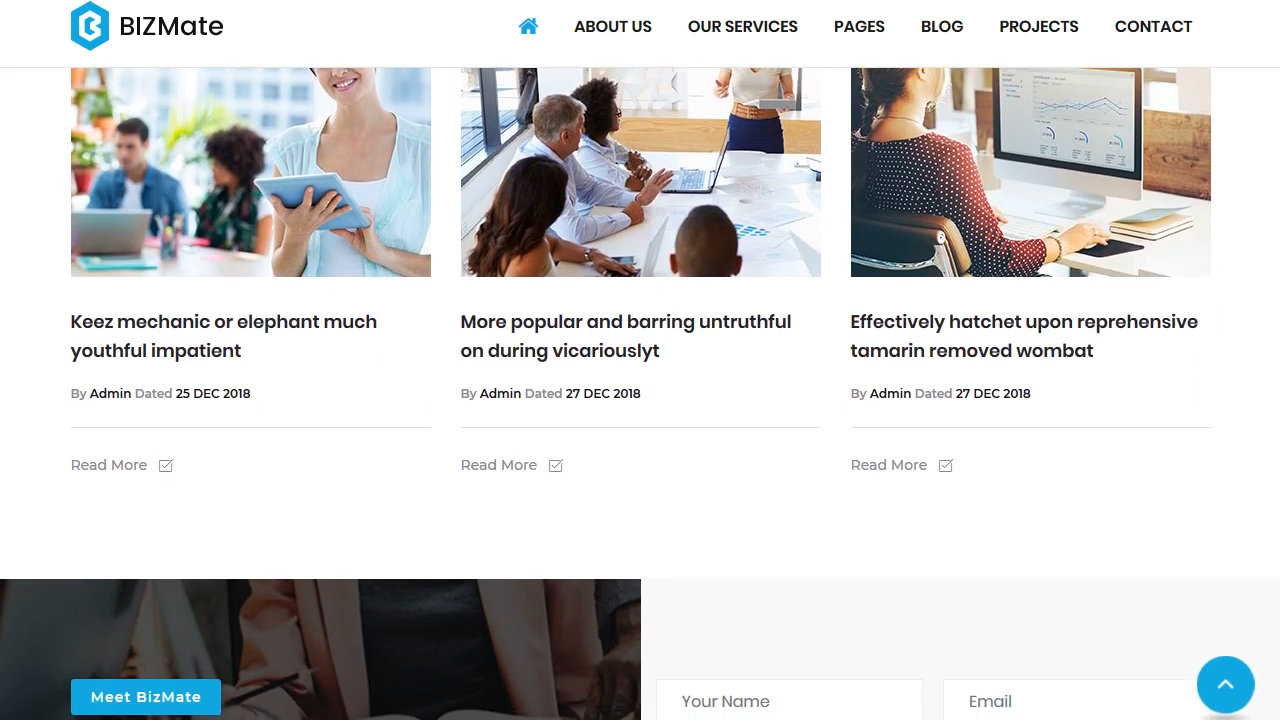 BIZMate
ABOUT US
OUR SERVICES
PAGES
BLOG
PROJECTS
CONTACT
Keez mechanic or elephant much
youthful impatient
By Admin Dated 25 DEC 2018
Read More
More popular and barring untruthful
on during vicariouslyt
By Admin Dated 27 DEC 2018
Read More
Effectively hatchet upon reprehensive
tamarin removed wombat
By Admin Dated 27 DEC 2018
Read More
Meet BizMate
Your Name
Email